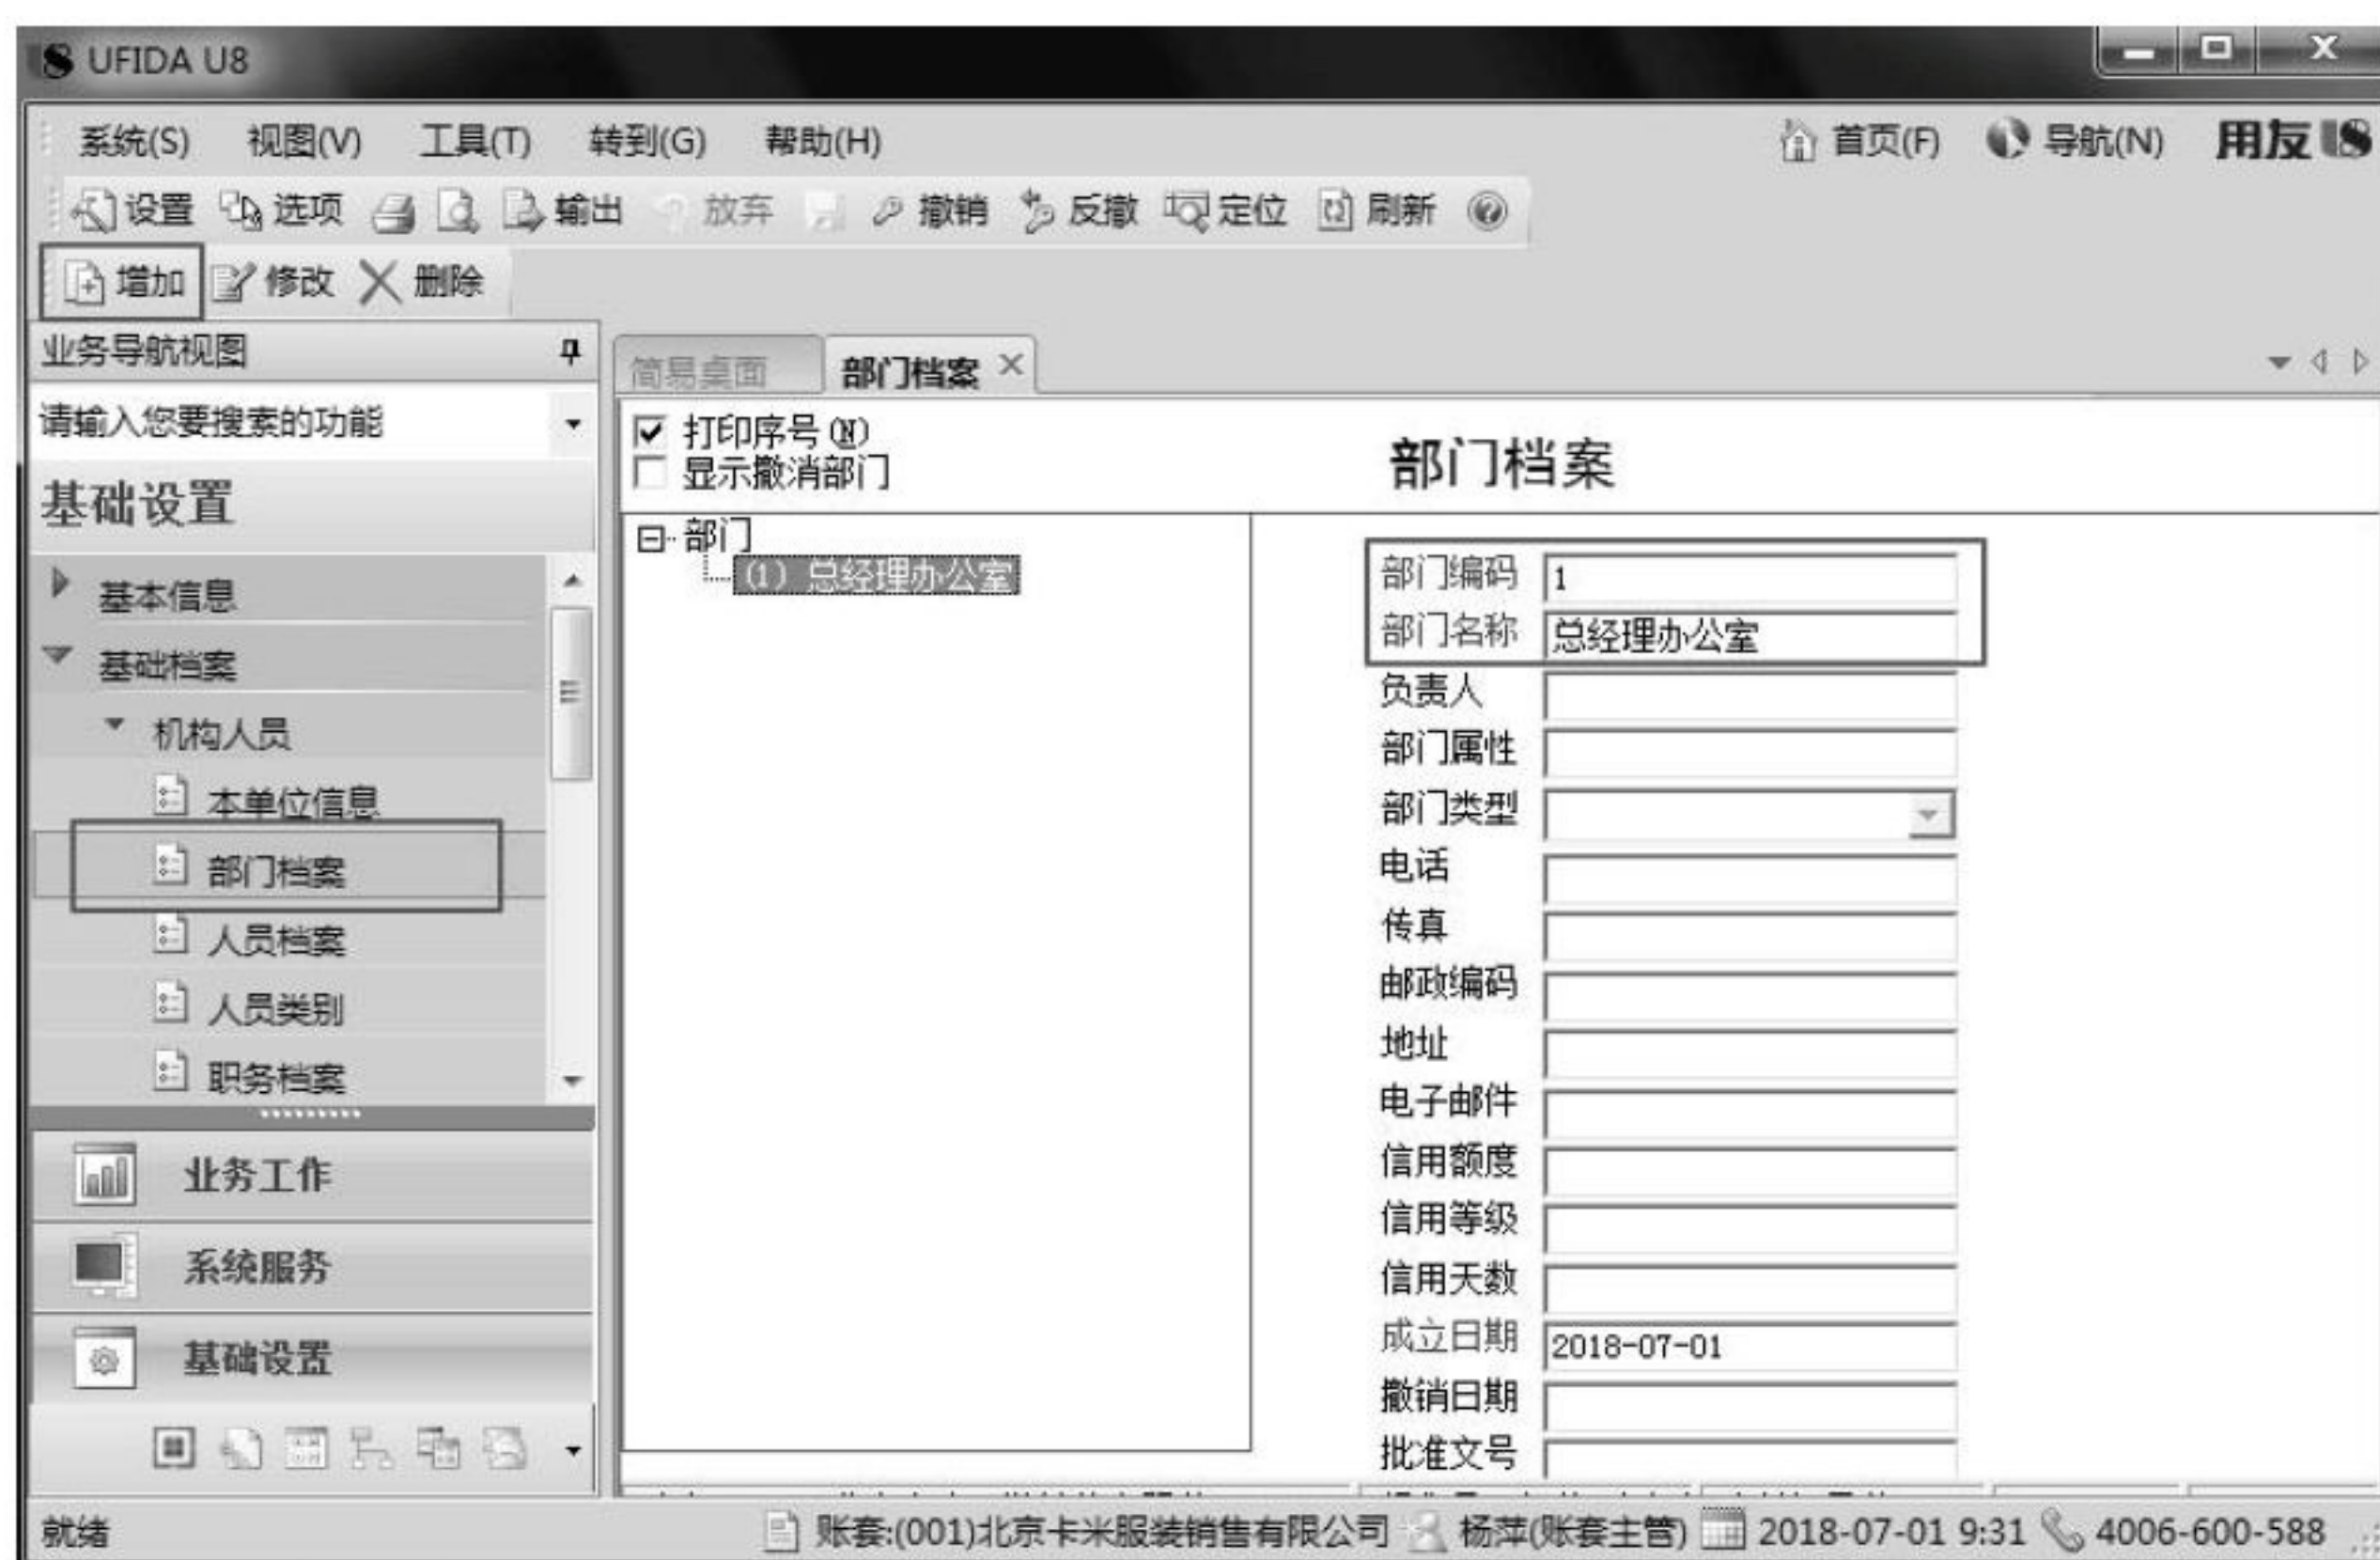 UFIDA U8
系统(S) 视图(V) 工具(T) 转到(G) 帮助(H) 首页(F) 导航(N) 用友U8
设置 选项 输出 放弃 撤销 反撤 定位 刷新
增加 修改 删除
业务导航视图
简易桌面 部门档案
请输入您要搜索的功能
打印序号(N)
显示撤消部门
部门档案
基础设置
基本信息
基础档案
机构人员
本单位信息
部门档案
人员档案
人员类别
职务档案
业务工作
系统服务
基础设置
部门
(1) 总经理办公室
部门编码 1
部门名称 总经理办公室
负责人
部门属性
部门类型
电话
传真
邮政编码
地址
电子邮件
信用额度
信用等级
信用天数
成立日期 2018-07-01
撤销日期
批准文号
就绪 账套:(001)北京卡米服装销售有限公司 杨萍(账套主管) 2018-07-01 9:31 4006-600-588